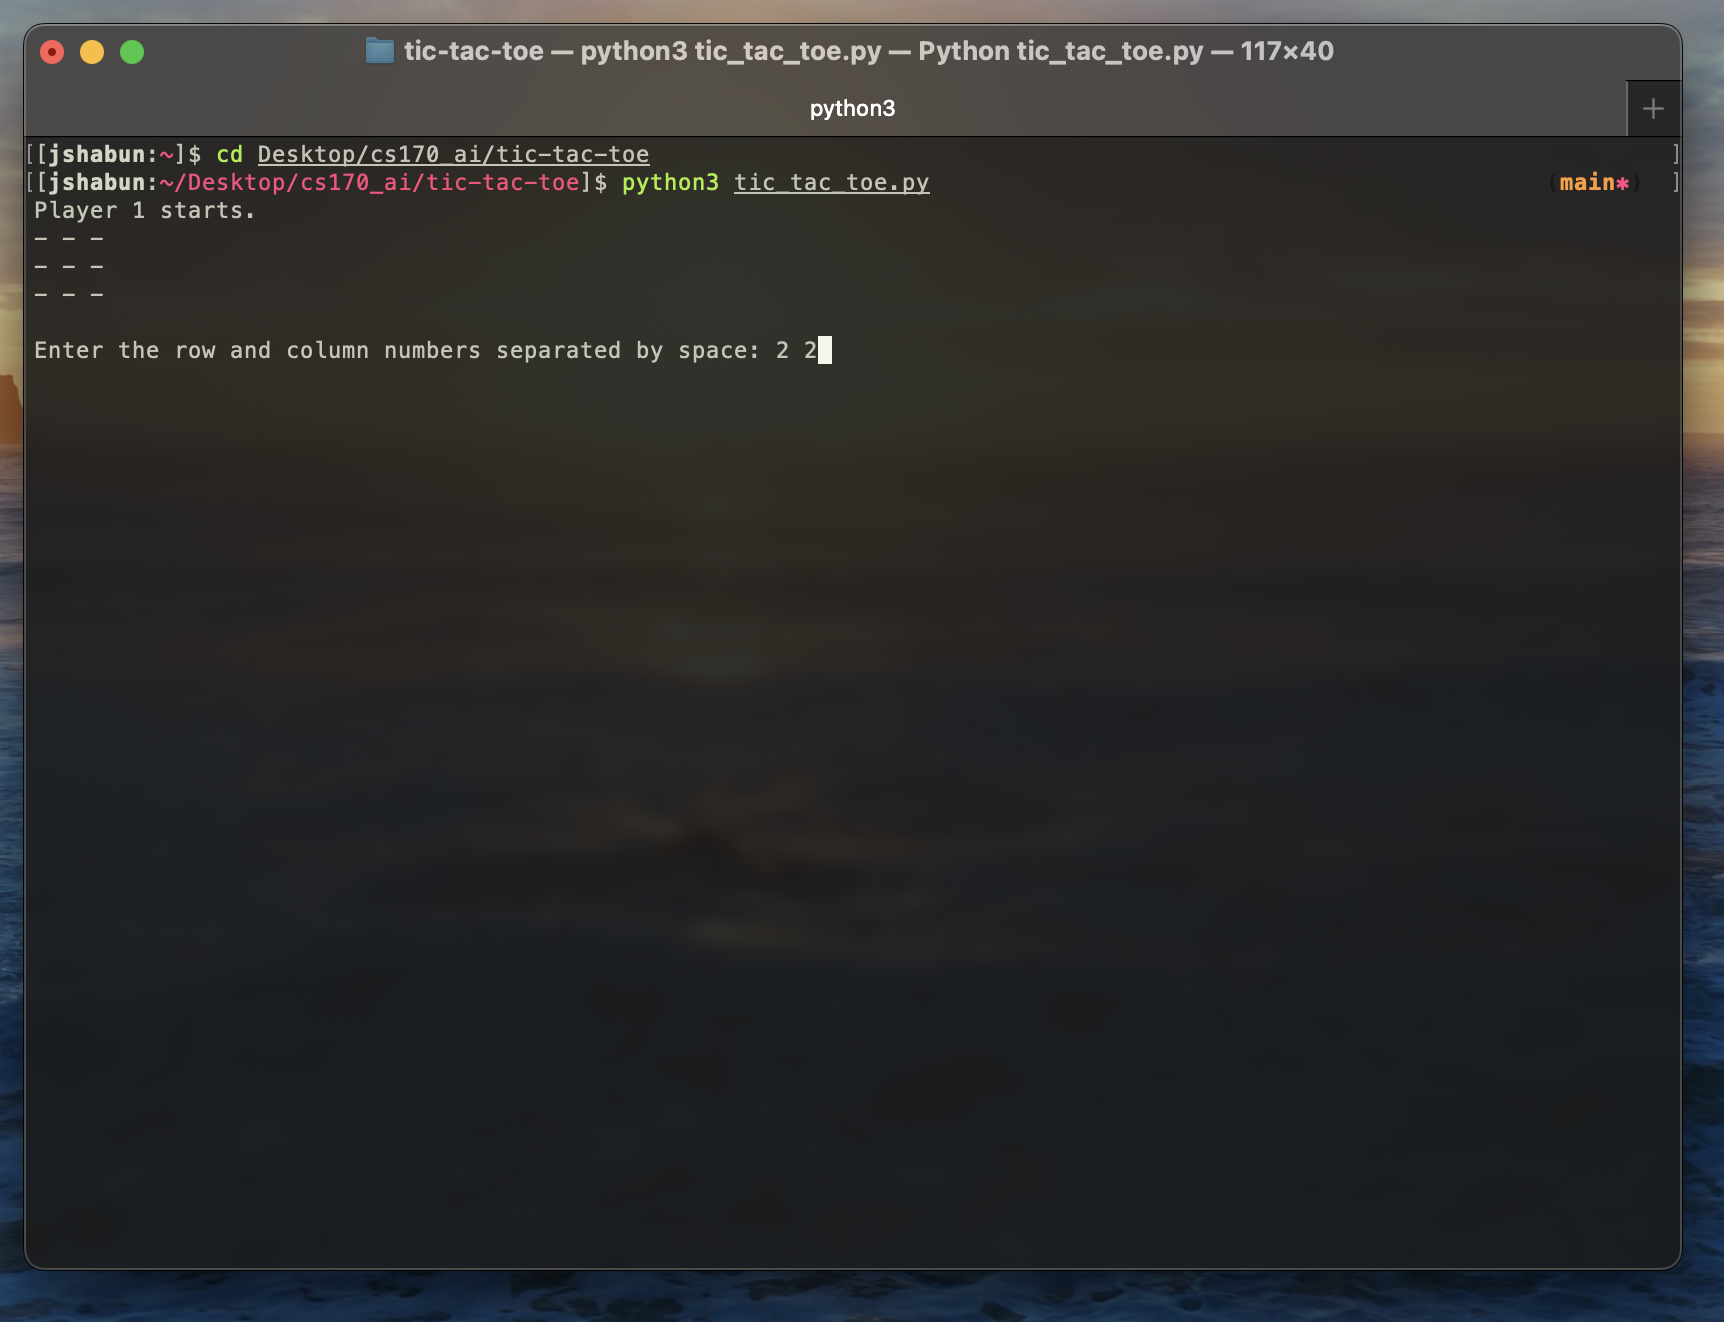 tic-tac-toe — python3 tic_tac_toe.py — Python tic_tac_toe.py — 117×40
python3 +
[[jshabun:~]$ cd Desktop/cs170_ai/tic-tac-toe ]
[[jshabun:~/Desktop/cs170_ai/tic-tac-toe]$ python3 tic_tac_toe.py (main*) ]
Player 1 starts.
- - -
- - -
- - -
Enter the row and column numbers separated by space: 2 2